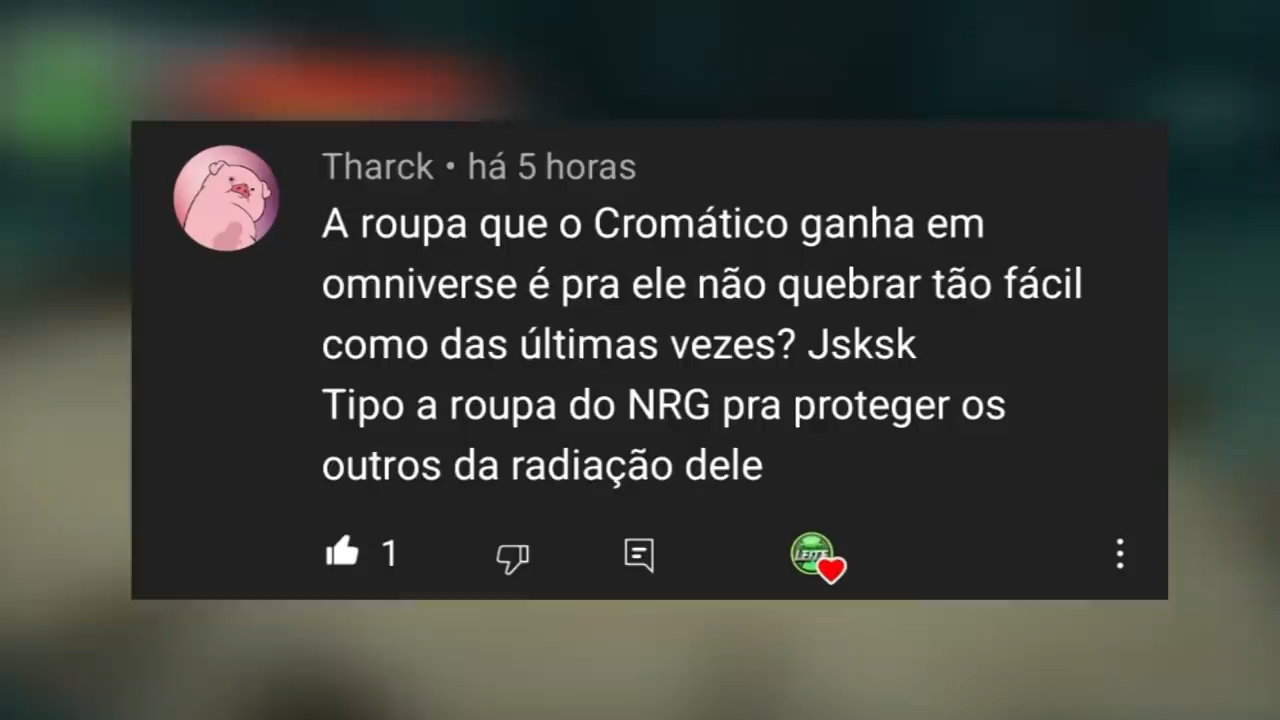 Tharck • há 5 horas
A roupa que o Cromático ganha em
omniverse é pra ele não quebrar tão fácil
como das últimas vezes? Jsksk
Tipo a roupa do NRG pra proteger os
outros da radiação dele
1
LEITE